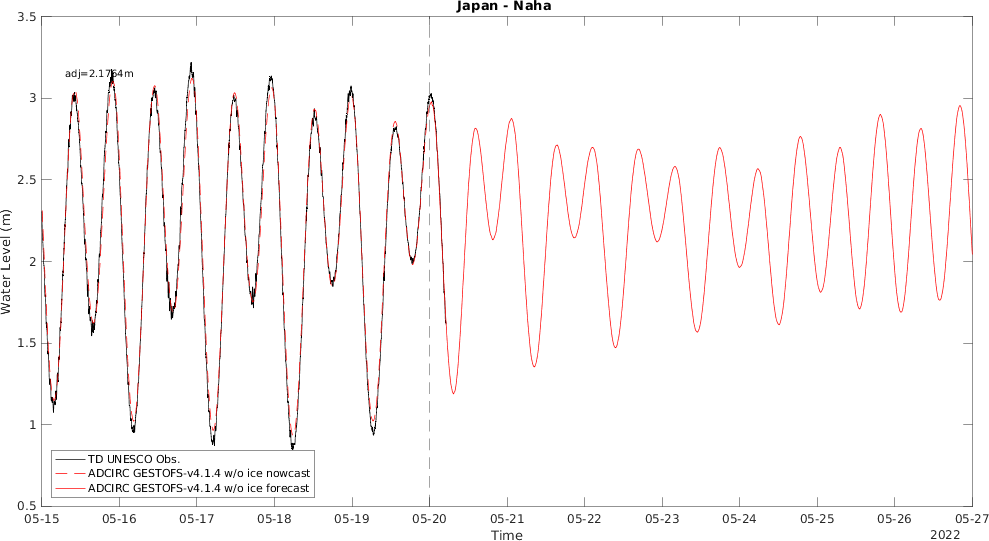 Japan - Naha
3.5
3
2.5
2
1.5
1
0.5
Water Level (m)
adj=2.1764m
TD UNESCO Obs.
ADCIRC GESTOFS-v4.1.4 w/o ice nowcast
ADCIRC GESTOFS-v4.1.4 w/o ice forecast
05-15 05-16 05-17 05-18 05-19 05-20 05-21 05-22 05-23 05-24 05-25 05-26 05-27
Time
2022